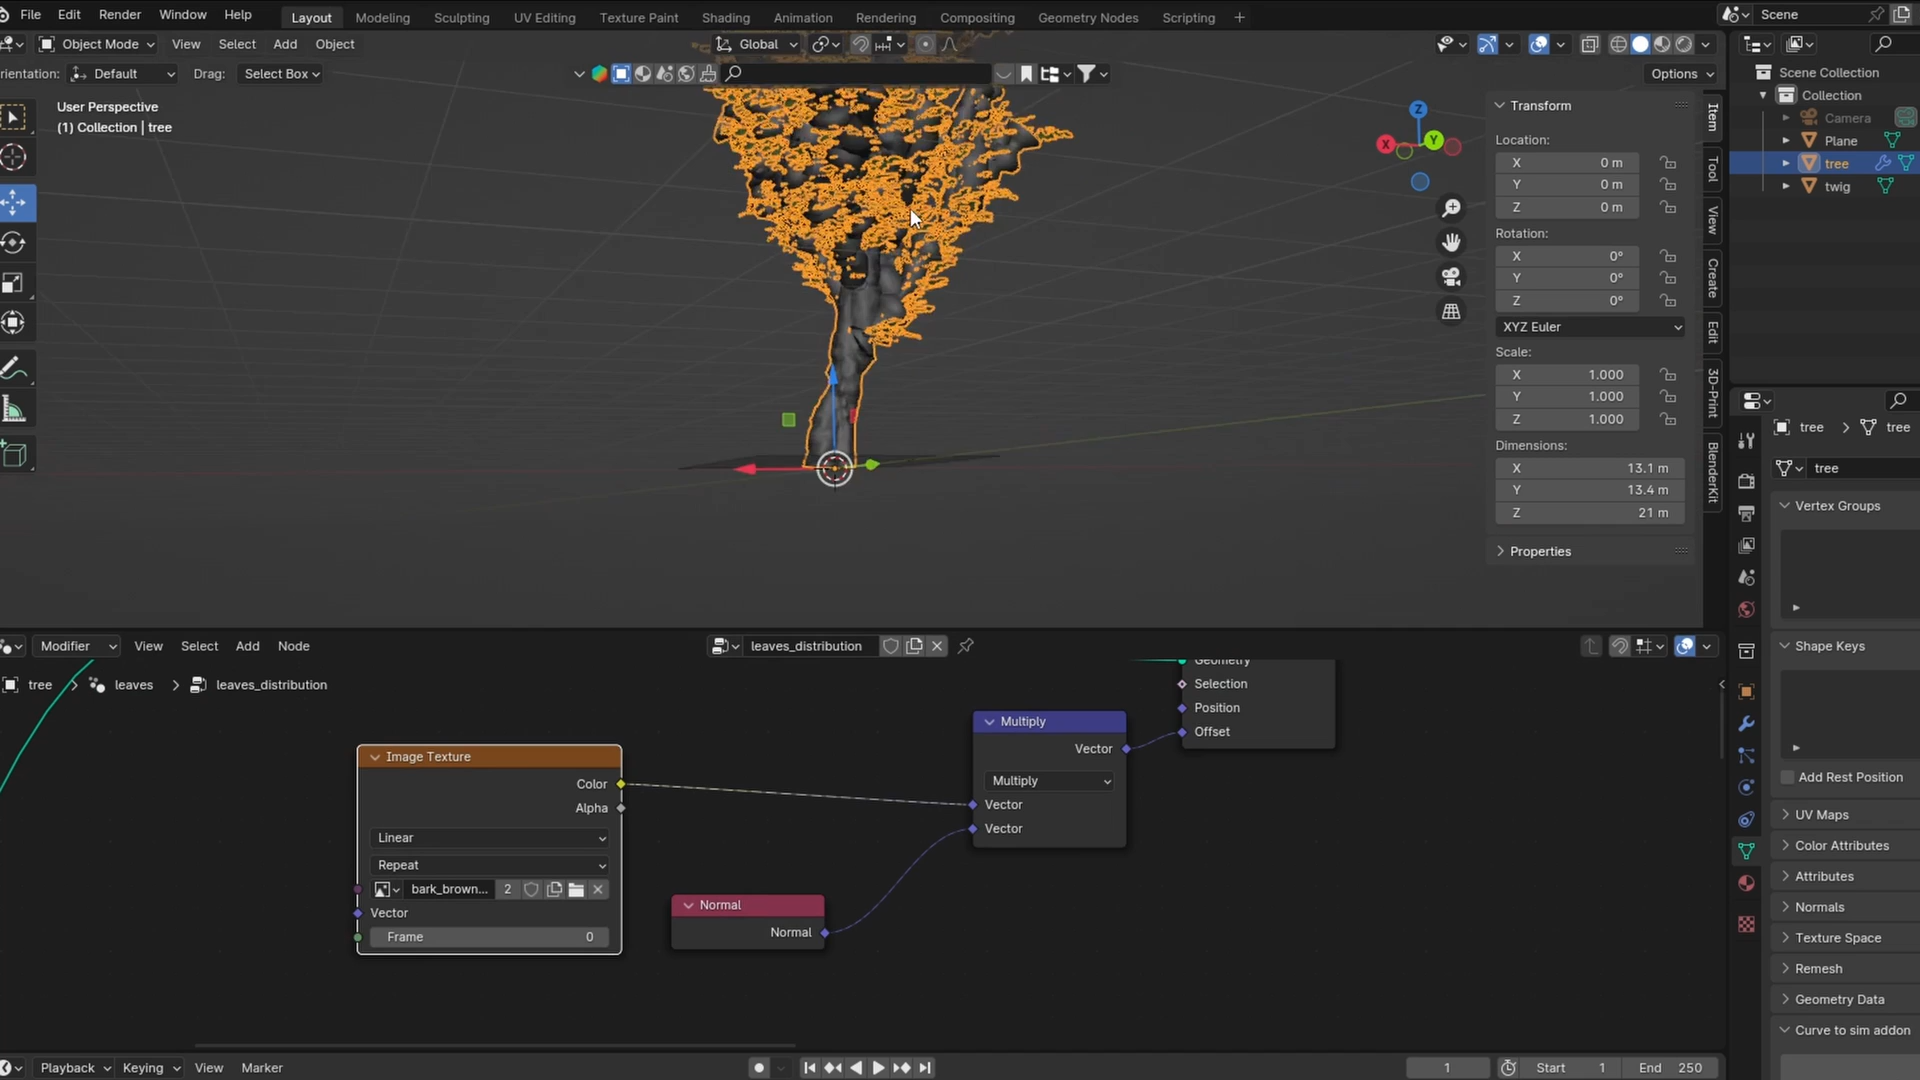 File Edit Render Window Help
Layout Modeling Sculpting UV Editing Texture Paint Shading Animation Rendering Compositing Geometry Nodes Scripting +
Scene
Object Mode View Select Add Object
Global
rientation: Default Drag: Select Box
Options
User Perspective
(1) Collection | tree
Z
X
Y
Transform
Location:
X 0 m
Y 0 m
Z 0 m
Rotation:
X 0°
Y 0°
Z 0°
XYZ Euler
Scale:
X 1.000
Y 1.000
Z 1.000
Dimensions:
X 13.1 m
Y 13.4 m
Z 21 m
Properties
Item
Tool
View
Create
Edit
3D-Print
BlenderKit
Scene Collection
Collection
Camera
Plane
tree
twig
tree > tree
tree
Vertex Groups
Shape Keys
Add Rest Position
UV Maps
Color Attributes
Attributes
Normals
Texture Space
Remesh
Geometry Data
Curve to sim addon
Modifier View Select Add Node
leaves_distribution
tree > leaves > leaves_distribution
Image Texture
Color
Alpha
Linear
Repeat
bark_brown... 2
Vector
Frame 0
Normal
Normal
Multiply
Vector
Multiply
Vector
Vector
Geometry
Selection
Position
Offset
Playback Keying View Marker
1 Start 1 End 250